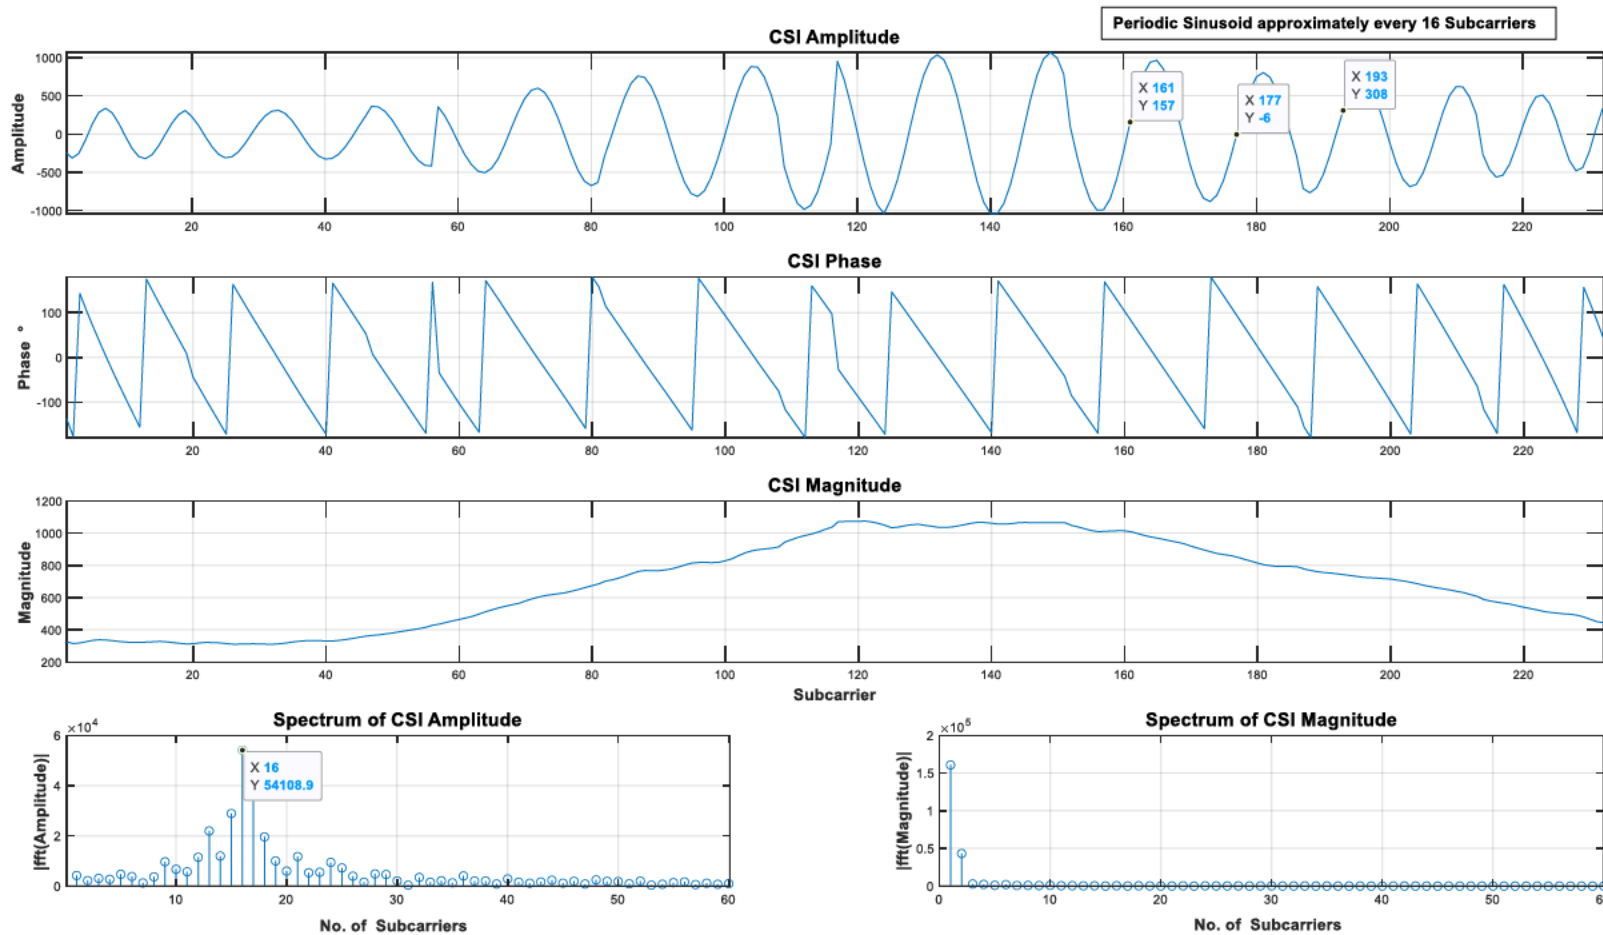 Periodic Sinusoid approximately every 16 Subcarriers
CSI Amplitude
Amplitude
1000
500
0
-500
-1000
X 161
Y 157
X 177
Y -6
X 193
Y 308
20 40 60 80 100 120 140 160 180 200 220
CSI Phase
Phase °
100
0
-100
20 40 60 80 100 120 140 160 180 200 220
CSI Magnitude
Magnitude
1200
1000
800
600
400
200
20 40 60 80 100 120 140 160 180 200 220
Subcarrier
Spectrum of CSI Amplitude
×10⁴
|fft(Amplitude)|
6
4
2
0
X 16
Y 54108.9
10 20 30 40 50 60
No. of Subcarriers
Spectrum of CSI Magnitude
×10⁵
|fft(Magnitude)|
2
1.5
1
0.5
0
0 10 20 30 40 50
No. of Subcarriers